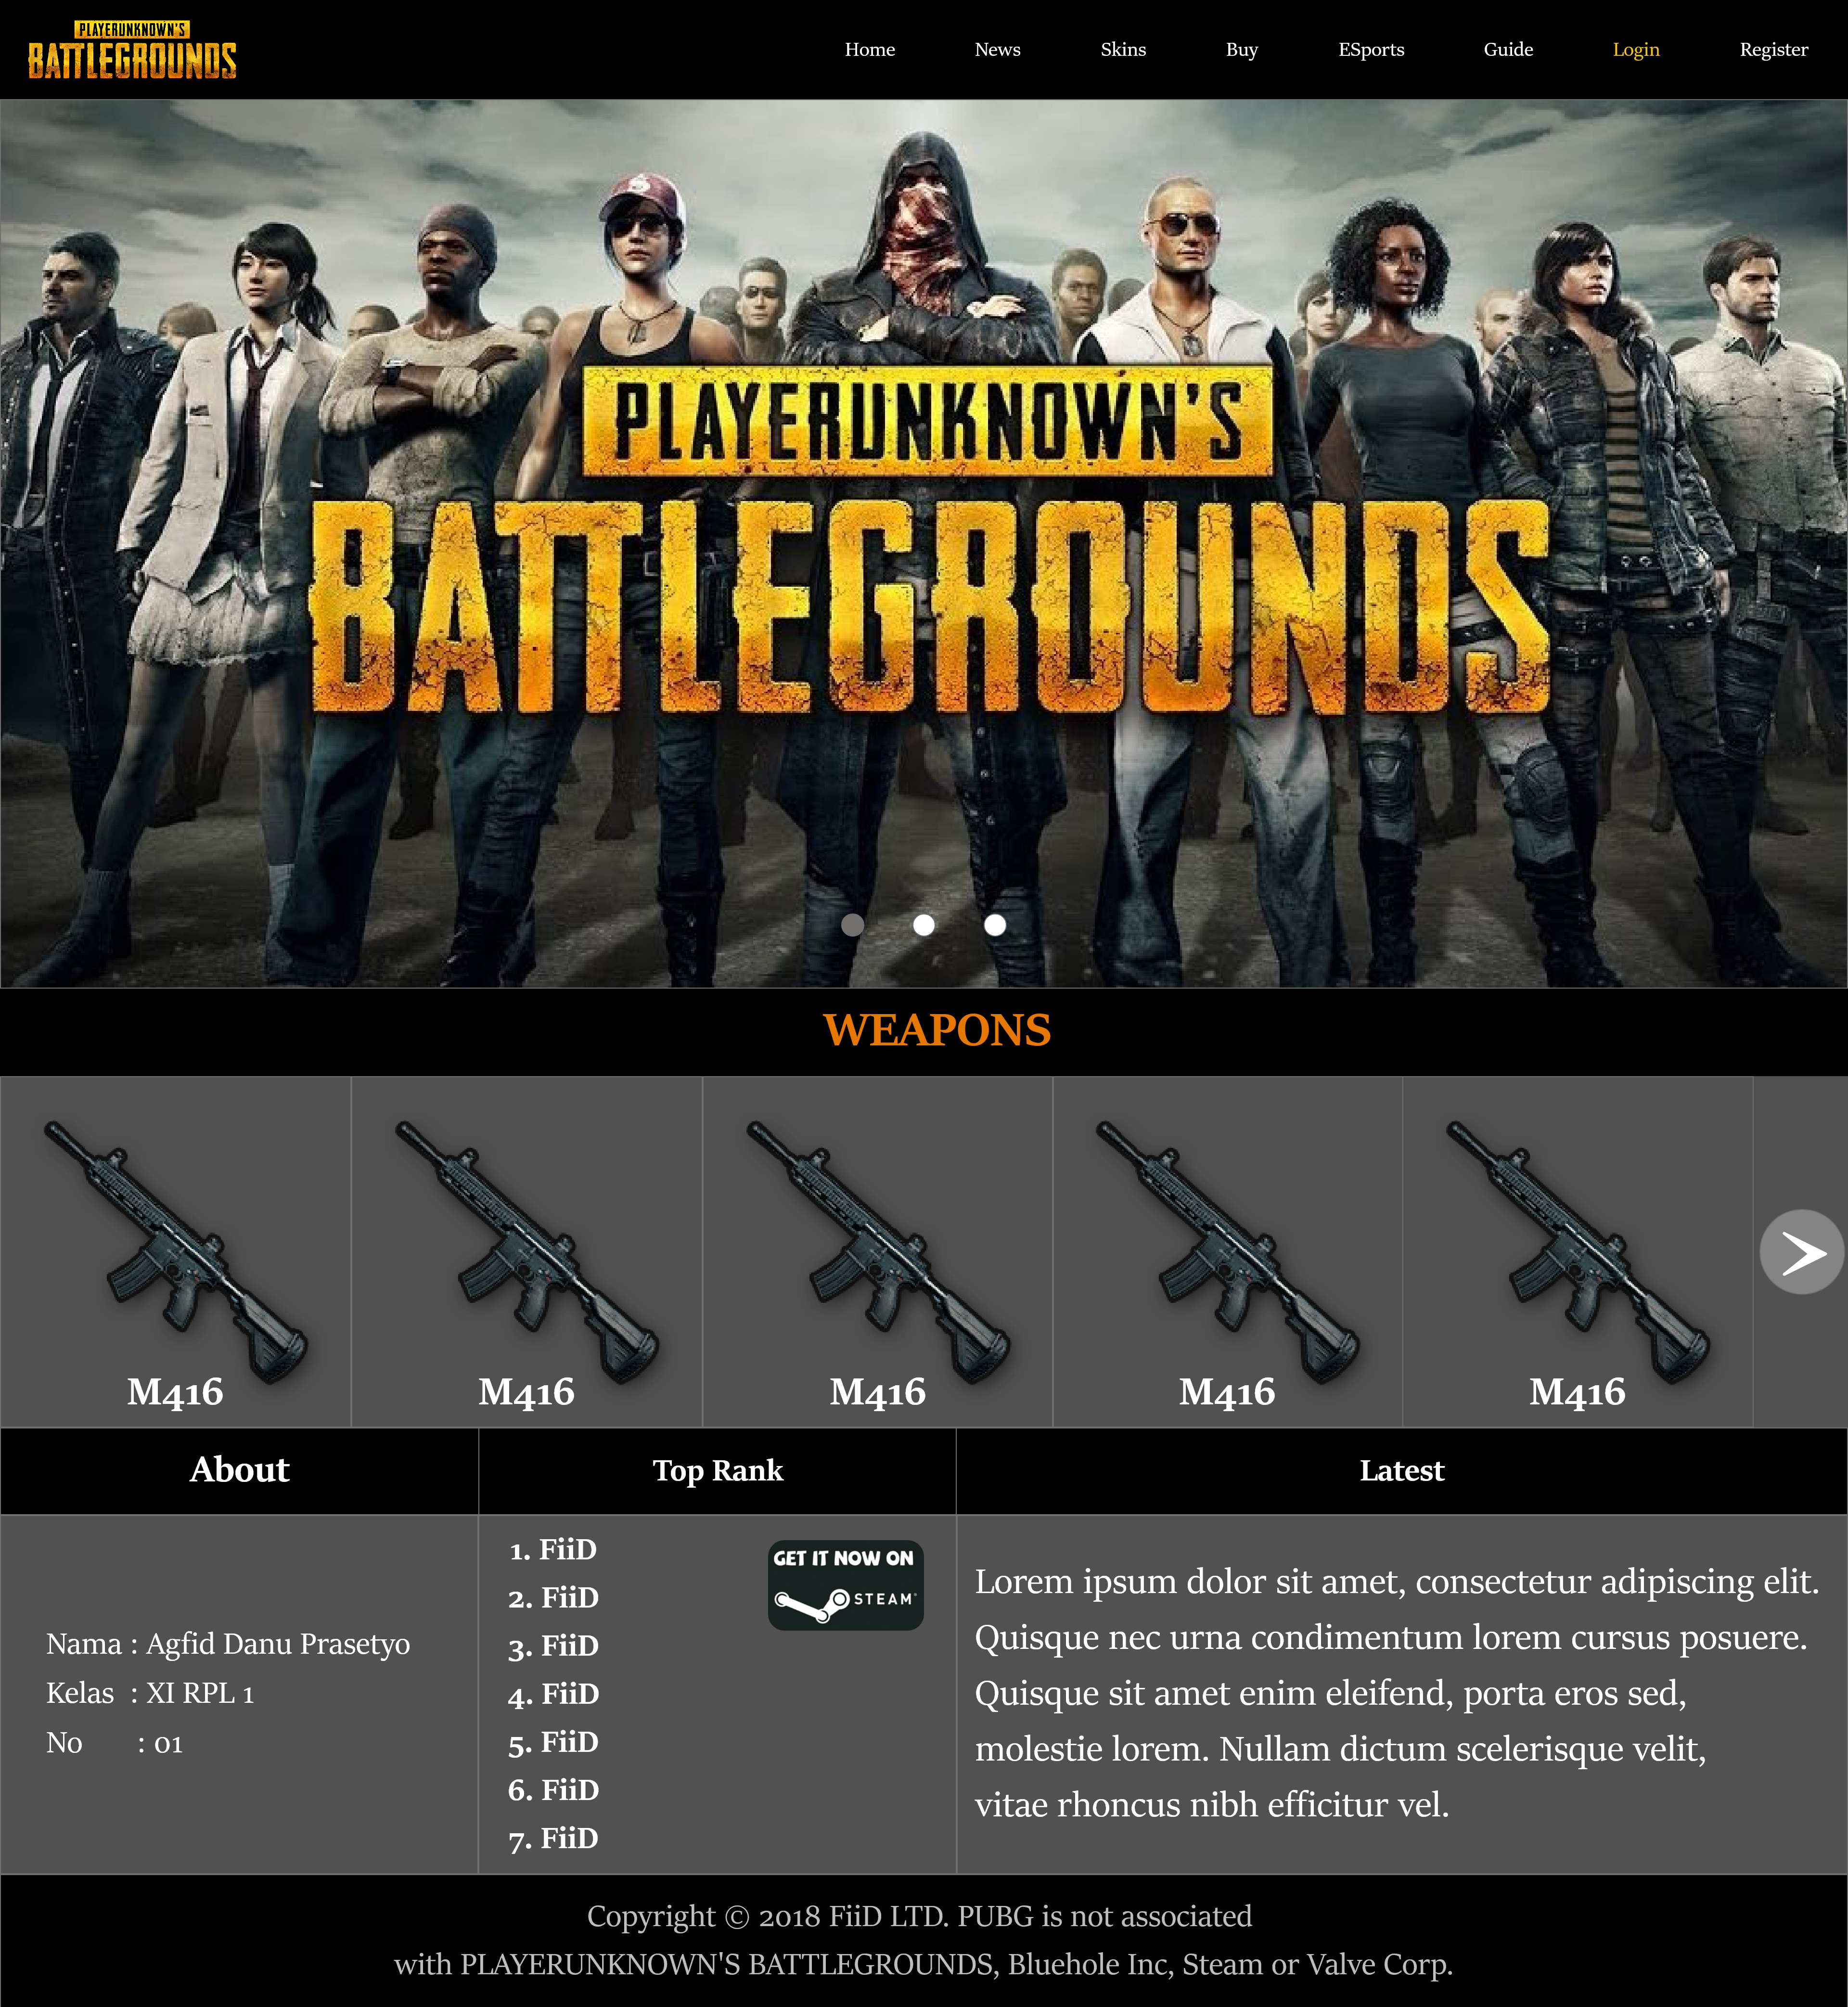 PLAYERUNKNOWN'S
BATTLEGROUNDS
Home News Skins Buy ESports Guide Login Register
PLAYERUNKNOWN'S
BATTLEGROUNDS
WEAPONS
M416 M416 M416 M416 M416
About
Nama : Agfid Danu Prasetyo
Kelas : XI RPL 1
No : 01
Top Rank
1. FiiD
2. FiiD
3. FiiD
4. FiiD
5. FiiD
6. FiiD
7. FiiD
GET IT NOW ON
STEAM
Latest
Lorem ipsum dolor sit amet, consectetur adipiscing elit.
Quisque nec urna condimentum lorem cursus posuere.
Quisque sit amet enim eleifend, porta eros sed,
molestie lorem. Nullam dictum scelerisque velit,
vitae rhoncus nibh efficitur vel.
Copyright © 2018 FiiD LTD. PUBG is not associated
with PLAYERUNKNOWN'S BATTLEGROUNDS, Bluehole Inc, Steam or Valve Corp.